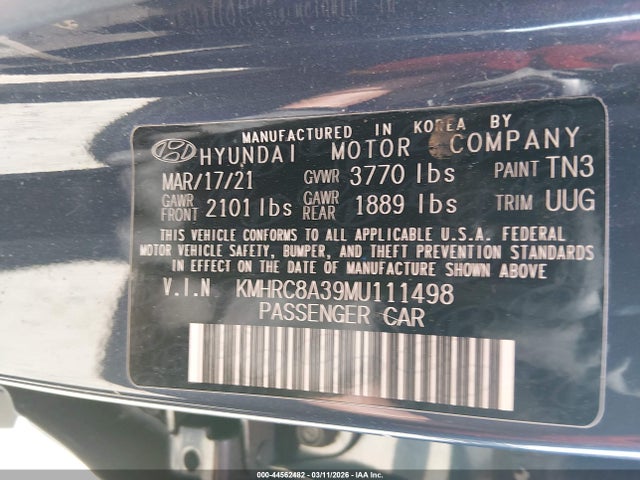 MANUFACTURED IN KOREA BY
HYUNDAI MOTOR COMPANY
MAR/17/21 GVWR 3770 lbs PAINT TN3
GAWR FRONT 2101 lbs GAWR REAR 1889 lbs TRIM UUG
THIS VEHICLE CONFORMS TO ALL APPLICABLE U.S.A. FEDERAL
MOTOR VEHICLE SAFETY, BUMPER, AND THEFT PREVENTION STANDARDS
IN EFFECT ON THE DATE OF MANUFACTURE SHOWN ABOVE
V.I.N KMHRC8A39MU111498
PASSENGER CAR
000-44562482 - 03/11/2026 - COPYRIGHT © IAA